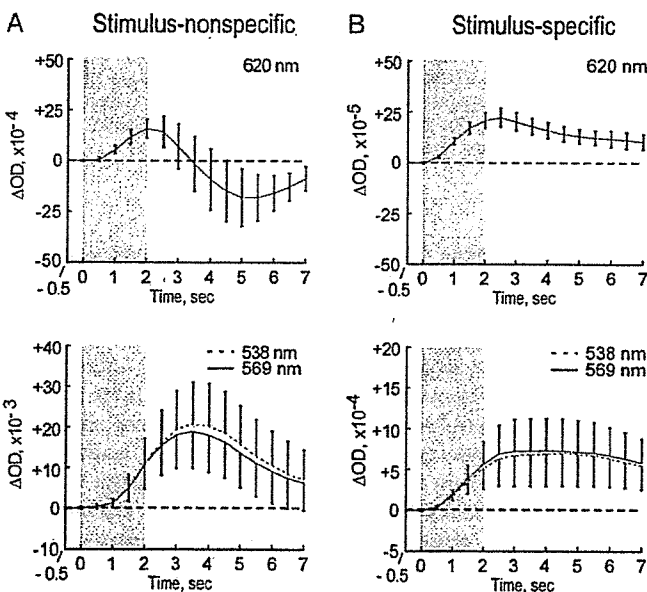 A Stimulus-nonspecific
B Stimulus-specific
620 nm
+50
+25
0
-25
-50
ΔOD, x10⁻⁴
-0.5
0 1 2 3 4 5 6 7
Time, sec
620 nm
+50
+25
0
-25
-50
ΔOD, x10⁻⁵
-0.5
0 1 2 3 4 5 6 7
Time, sec
538 nm
569 nm
+40
+30
+20
+10
0
-10
ΔOD, x10⁻³
-0.5
0 1 2 3 4 5 6 7
Time, sec
538 nm
569 nm
+20
+15
+10
+5
0
-5
ΔOD, x10⁻⁴
-0.5
0 1 2 3 4 5 6 7
Time, sec